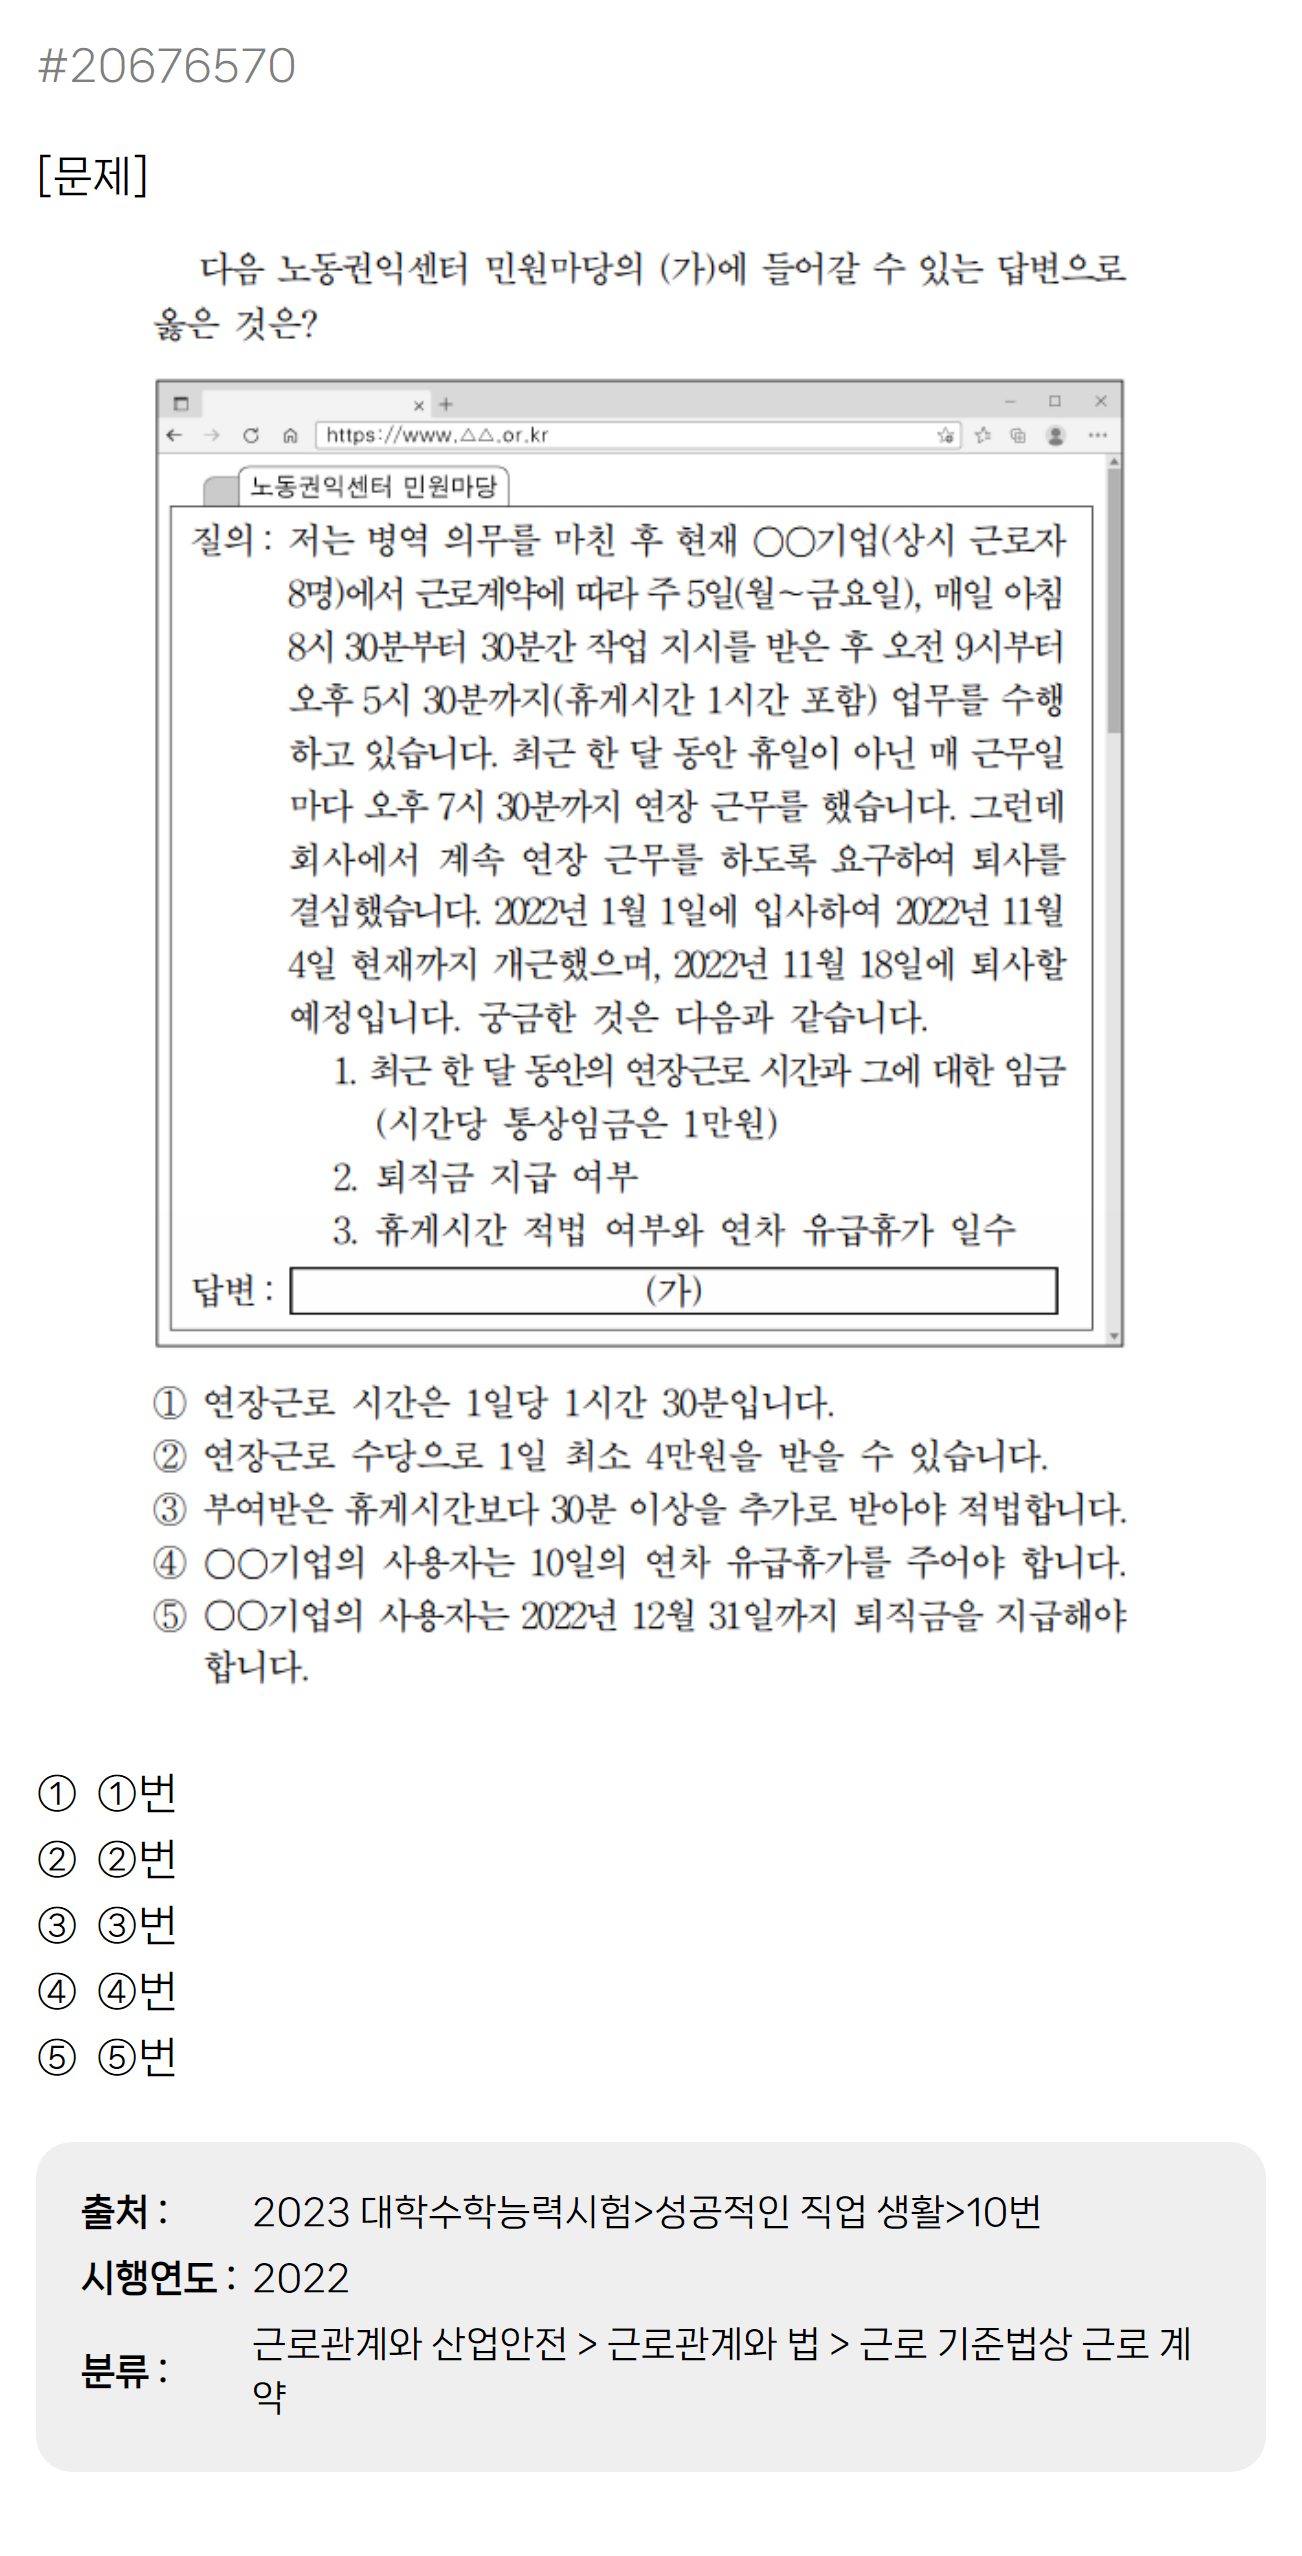 #20676570
[문제]
다음 노동권익센터 민원마당의 (가)에 들어갈 수 있는 답변으로
옳은 것은?
https://www.△△.or.kr
노동권익센터 민원마당
질의 : 저는 병역 의무를 마친 후 현재 ○○기업(상시 근로자
8명)에서 근로계약에 따라 주 5일(월~금요일), 매일 아침
8시 30분부터 30분간 작업 지시를 받은 후 오전 9시부터
오후 5시 30분까지(휴게시간 1시간 포함) 업무를 수행
하고 있습니다. 최근 한 달 동안 휴일이 아닌 매 근무일
마다 오후 7시 30분까지 연장 근무를 했습니다. 그런데
회사에서 계속 연장 근무를 하도록 요구하여 퇴사를
결심했습니다. 2022년 1월 1일에 입사하여 2022년 11월
4일 현재까지 개근했으며, 2022년 11월 18일에 퇴사할
예정입니다. 궁금한 것은 다음과 같습니다.
1. 최근 한 달 동안의 연장근로 시간과 그에 대한 임금
(시간당 통상임금은 1만원)
2. 퇴직금 지급 여부
3. 휴게시간 적법 여부와 연차 유급휴가 일수
답변 : (가)
① 연장근로 시간은 1일당 1시간 30분입니다.
② 연장근로 수당으로 1일 최소 4만원을 받을 수 있습니다.
③ 부여받은 휴게시간보다 30분 이상을 추가로 받아야 적법합니다.
④ ○○기업의 사용자는 10일의 연차 유급휴가를 주어야 합니다.
⑤ ○○기업의 사용자는 2022년 12월 31일까지 퇴직금을 지급해야
합니다.
① ①번
② ②번
③ ③번
④ ④번
⑤ ⑤번
출처 : 2023 대학수학능력시험>성공적인 직업 생활>10번
시행연도 : 2022
분류 : 근로관계와 산업안전 > 근로관계와 법 > 근로 기준법상 근로 계
약